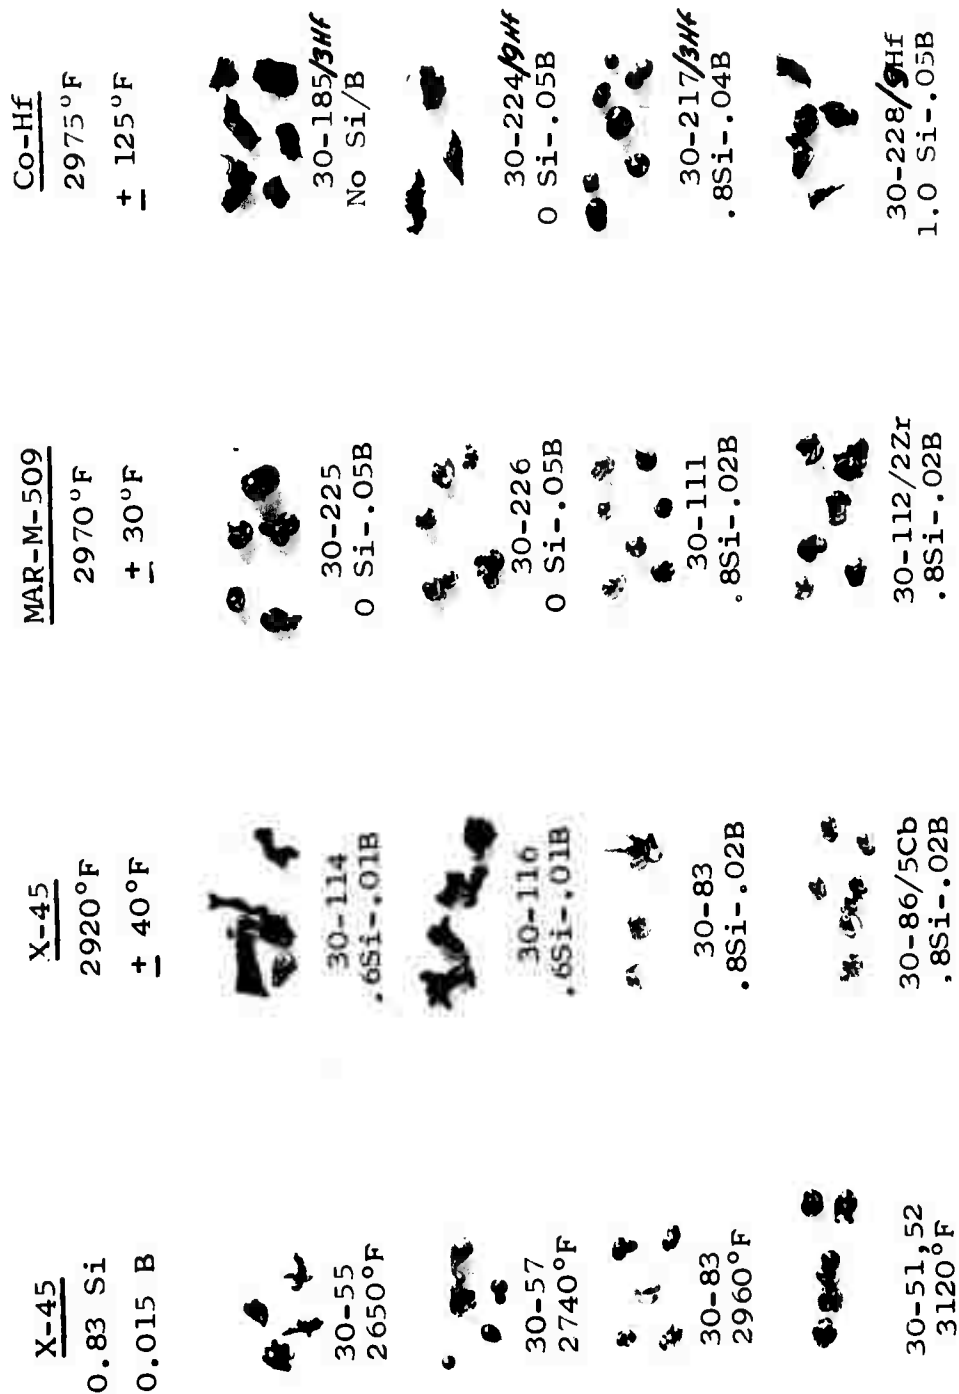 X-45
0.83 Si
0.015 B
30-55
2650°F
30-57
2740°F
30-83
2960°F
30-51,52
3120°F
X-45
2920°F
± 40°F
30-114
.6Si-.01B
30-116
.6Si-.01B
30-83
.8Si-.02B
30-86/5Cb
.8Si-.02B
MAR-M-509
2970°F
± 30°F
30-225
0 Si-.05B
30-226
0 Si-.05B
30-111
.8Si-.02B
30-112/2Zr
.8Si-.02B
Co-Hf
2975°F
± 125°F
30-185/3Hf
No Si/B
30-224/9Hf
0 Si-.05B
30-217/3Hf
.8Si-.04B
30-228/9Hf
1.0 Si-.05B